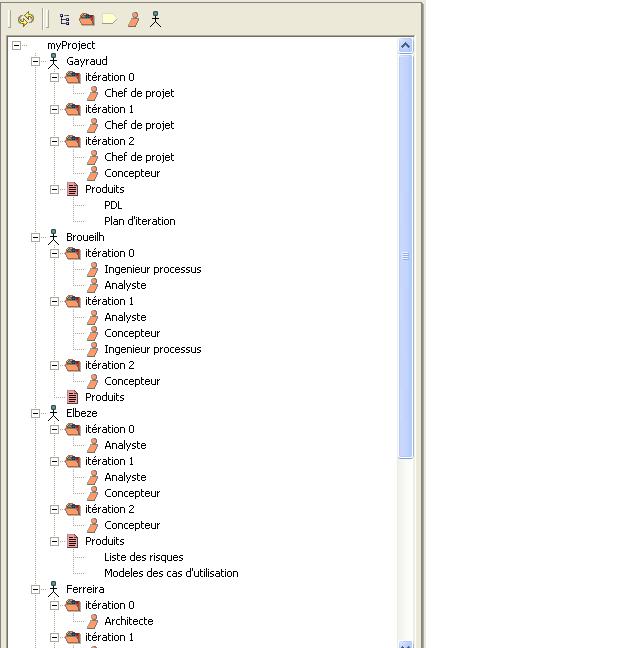 myProject
Gayraud
itération 0
Chef de projet
itération 1
Chef de projet
itération 2
Chef de projet
Concepteur
Produits
PDL
Plan d'iteration
Broueilh
itération 0
Ingenieur processus
Analyste
itération 1
Analyste
Concepteur
Ingenieur processus
itération 2
Concepteur
Produits
Elbeze
itération 0
Analyste
itération 1
Analyste
Concepteur
itération 2
Concepteur
Produits
Liste des risques
Modeles des cas d'utilisation
Ferreira
itération 0
Architecte
itération 1